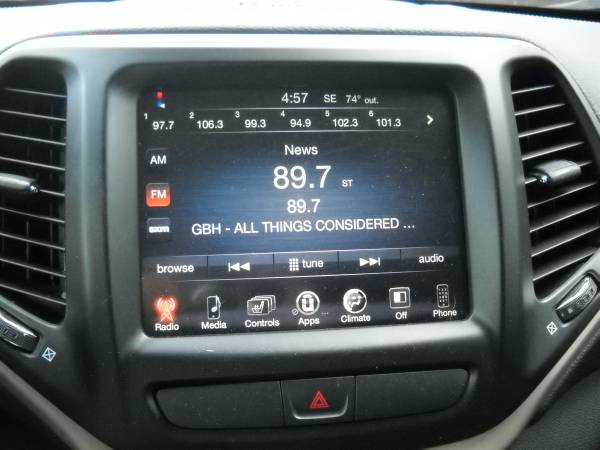 4:57 SE 74° out.
1 97.7 2 106.3 3 99.3 4 94.9 5 102.3 6 101.3
AM
FM
sxm
News
89.7 ST
89.7
GBH - ALL THINGS CONSIDERED ...
browse tune audio
Radio Media Controls Apps ... Climate Off Phone